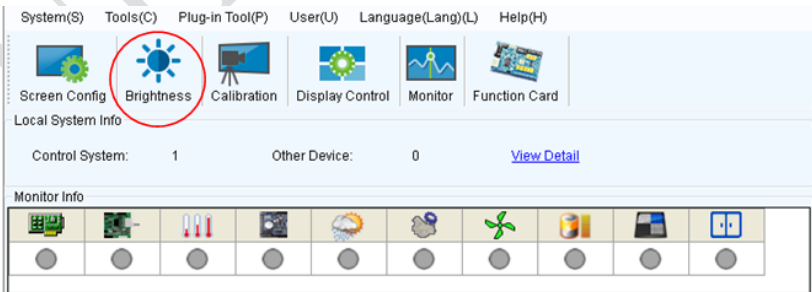 System(S) Tools(C) Plug-in Tool(P) User(U) Language(Lang)(L) Help(H)
Screen Config Brightness Calibration Display Control Monitor Function Card
Local System Info
Control System: 1 Other Device: 0 View Detail
Monitor Info